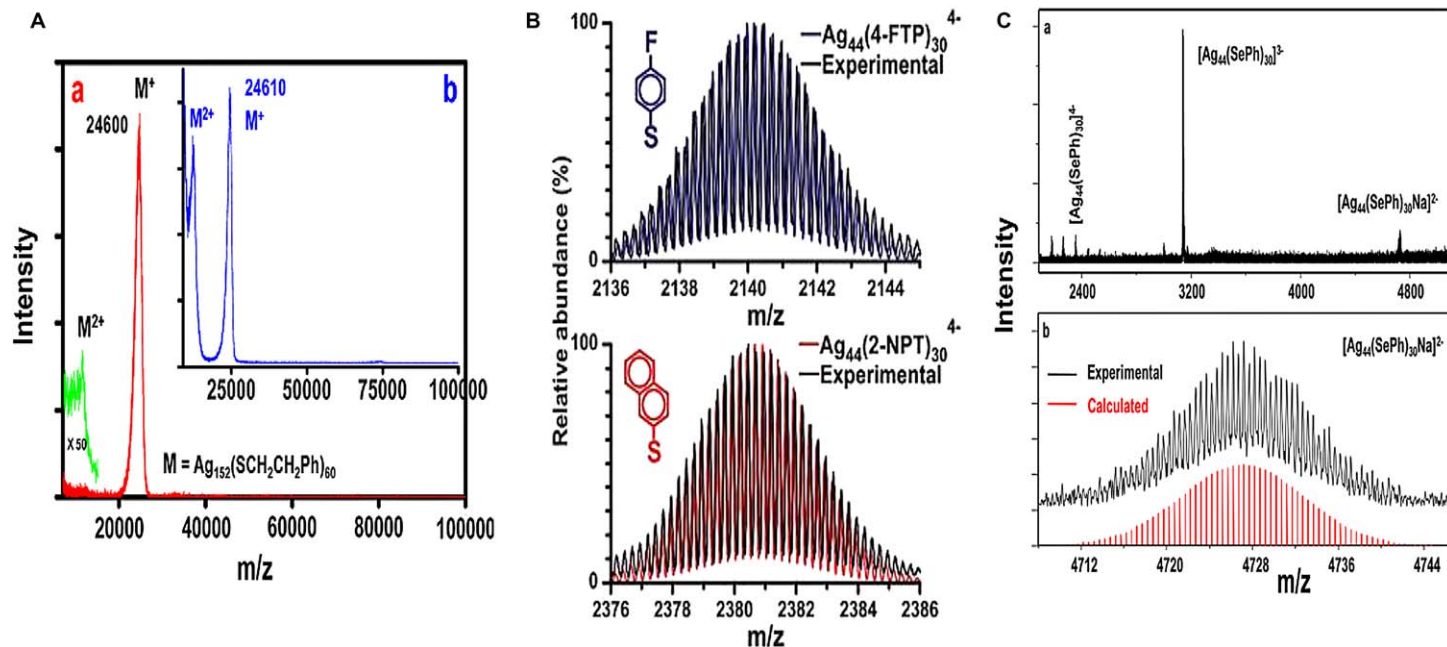 A
Intensity
a
M⁺
24600
M²⁺
X 50
M = Ag₁₅₂(SCH₂CH₂Ph)₆₀
20000 40000 60000 80000 100000
m/z
b
24610
M²⁺
M⁺
25000 50000 75000 100000
B
Relative abundance (%)
100
0
F
S
4-
Ag₄₄(4-FTP)₃₀
Experimental
2136 2138 2140 2142 2144
m/z
100
0
S
4-
Ag₄₄(2-NPT)₃₀
Experimental
2376 2378 2380 2382 2384 2386
m/z
C
Intensity
a
[Ag₄₄(SePh)₃₀]⁴⁻
[Ag₄₄(SePh)₃₀]³⁻
[Ag₄₄(SePh)₃₀Na]²⁻
2400 3200 4000 4800
b
[Ag₄₄(SePh)₃₀Na]²⁻
Experimental
Calculated
4712 4720 4728 4736 4744
m/z